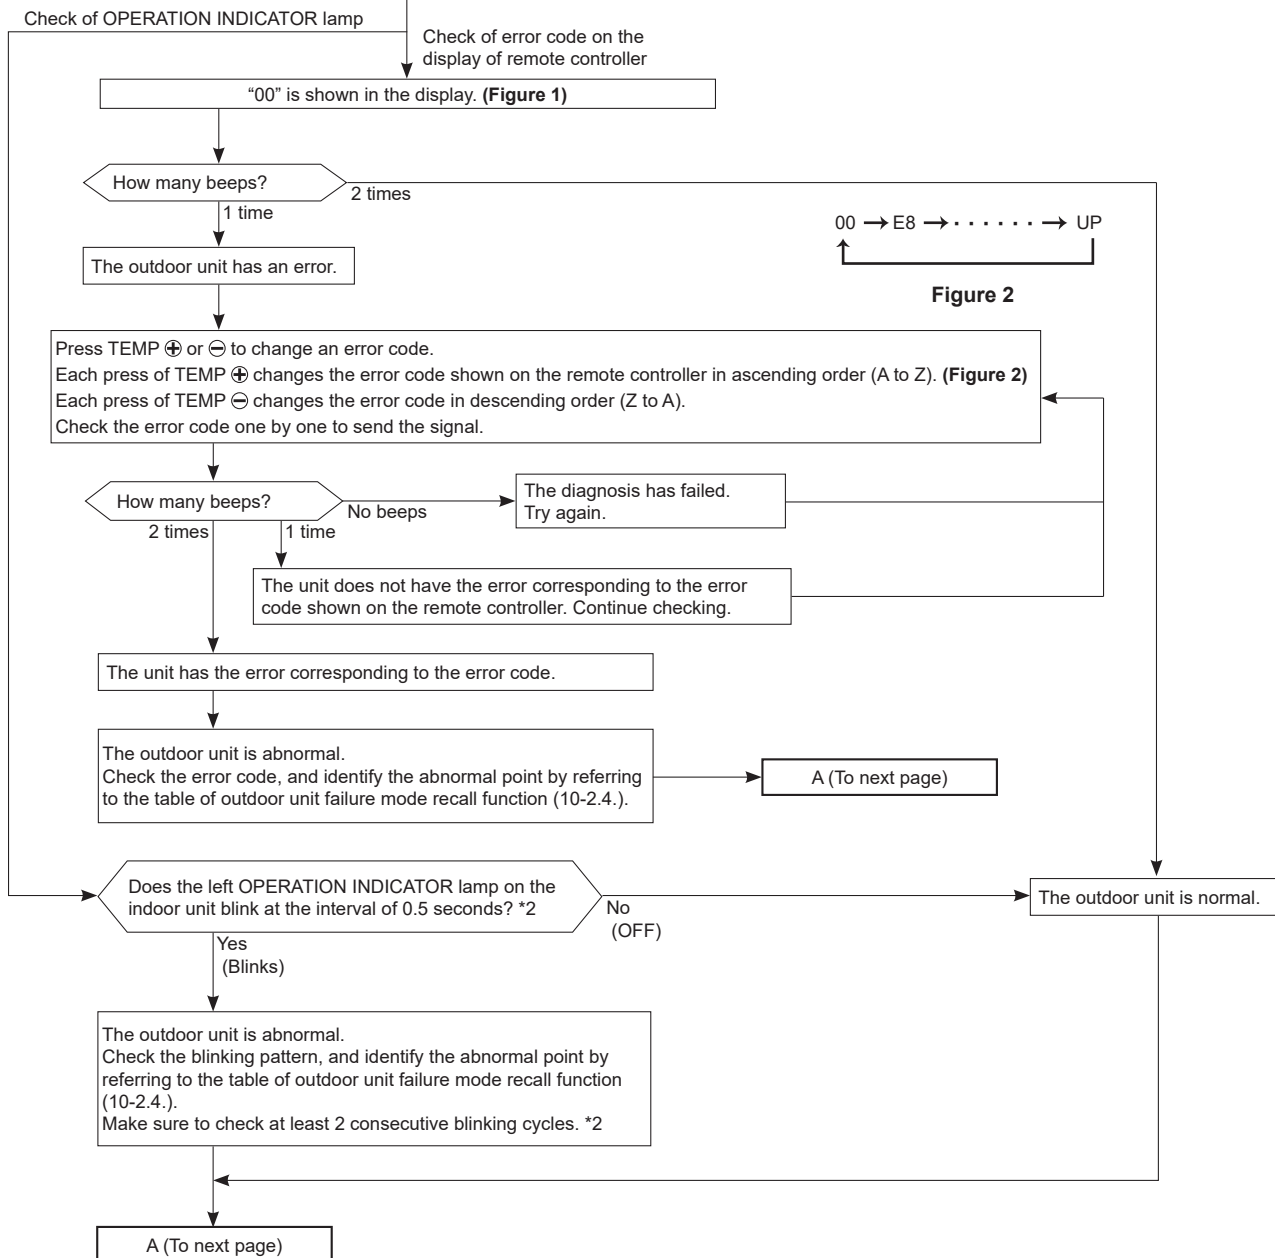 Check of OPERATION INDICATOR lamp
Check of error code on the
display of remote controller
“00” is shown in the display. (Figure 1)
How many beeps?
2 times
1 time
00 → E8 → · · · · · · → UP
Figure 2
The outdoor unit has an error.
Press TEMP ⊕ or ⊖ to change an error code.
Each press of TEMP ⊕ changes the error code shown on the remote controller in ascending order (A to Z). (Figure 2)
Each press of TEMP ⊖ changes the error code in descending order (Z to A).
Check the error code one by one to send the signal.
How many beeps?
No beeps
2 times
1 time
The diagnosis has failed.
Try again.
The unit does not have the error corresponding to the error
code shown on the remote controller. Continue checking.
The unit has the error corresponding to the error code.
The outdoor unit is abnormal.
Check the error code, and identify the abnormal point by referring
to the table of outdoor unit failure mode recall function (10-2.4.).
A (To next page)
Does the left OPERATION INDICATOR lamp on the
indoor unit blink at the interval of 0.5 seconds? *2
No
(OFF)
The outdoor unit is normal.
Yes
(Blinks)
The outdoor unit is abnormal.
Check the blinking pattern, and identify the abnormal point by
referring to the table of outdoor unit failure mode recall function
(10-2.4.).
Make sure to check at least 2 consecutive blinking cycles. *2
A (To next page)